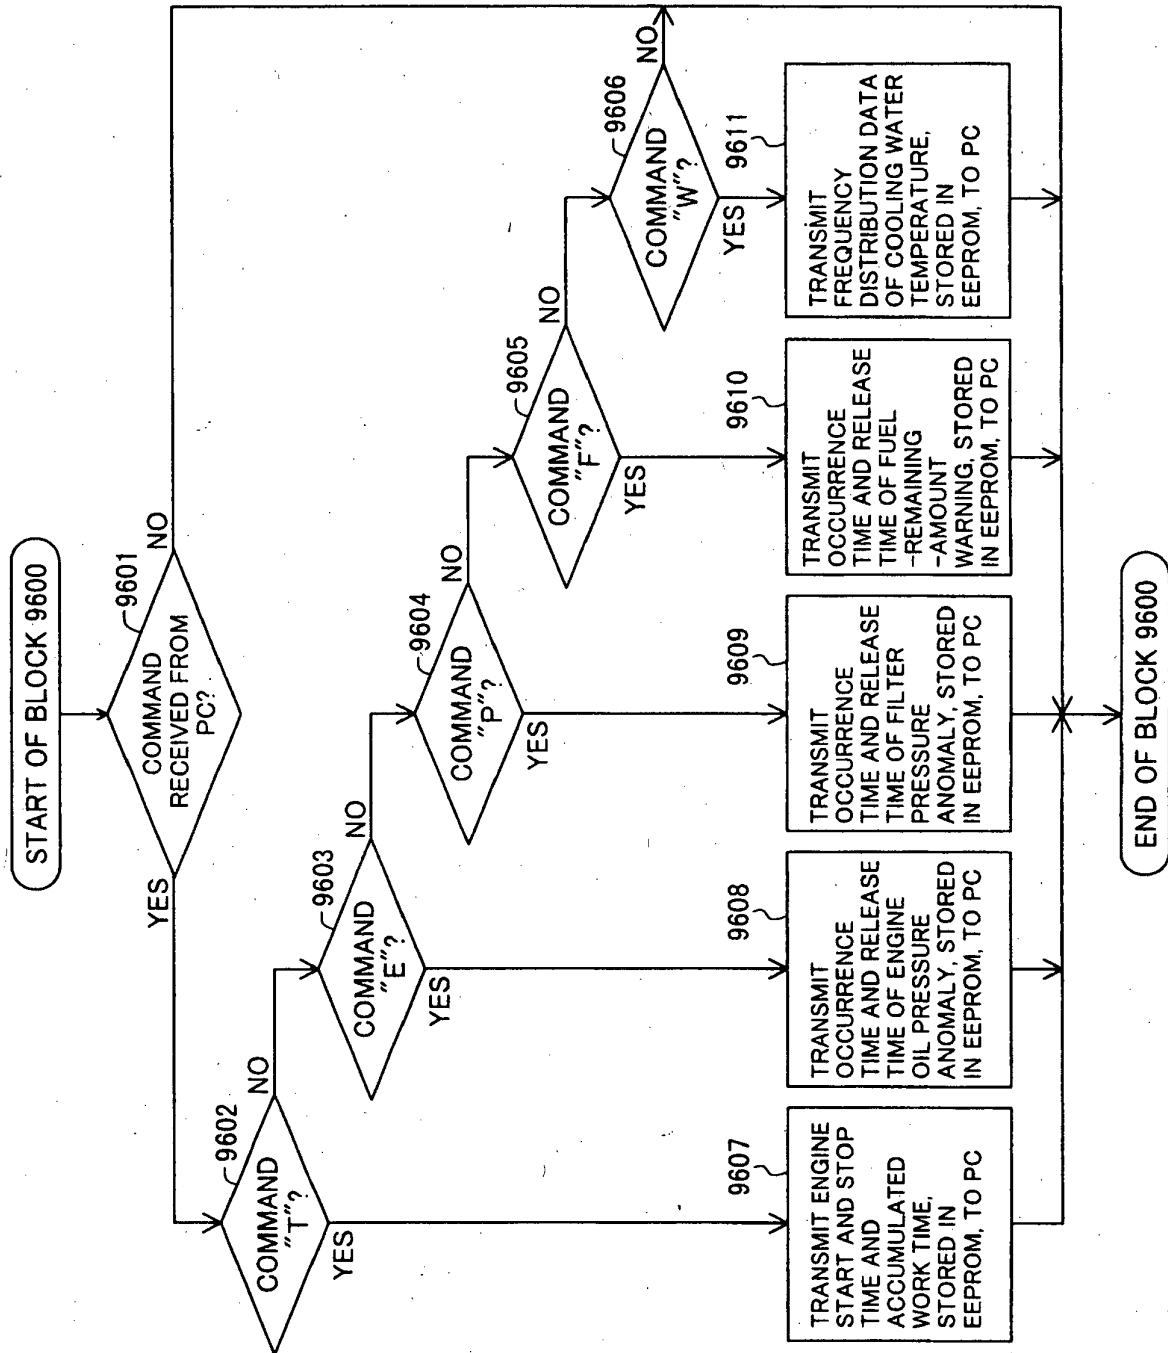 START OF BLOCK 9600
9601
COMMAND
RECEIVED FROM
PC?
YES
NO
9602
COMMAND
"T"?
NO
YES
9603
COMMAND
"E"?
NO
YES
9604
COMMAND
"P"?
NO
YES
9605
COMMAND
"F"?
NO
YES
9606
COMMAND
"W"?
NO
YES
9607
TRANSMIT ENGINE
START AND STOP
TIME AND
ACCUMULATED
WORK TIME,
STORED IN
EEPROM, TO PC
9608
TRANSMIT
OCCURRENCE
TIME AND RELEASE
TIME OF ENGINE
OIL PRESSURE
ANOMALY, STORED
IN EEPROM, TO PC
9609
TRANSMIT
OCCURRENCE
TIME AND RELEASE
TIME OF FILTER
PRESSURE
ANOMALY, STORED
IN EEPROM, TO PC
9610
TRANSMIT
OCCURRENCE
TIME AND RELEASE
TIME OF FUEL
-REMAINING
-AMOUNT
WARNING, STORED
IN EEPROM, TO PC
9611
TRANSMIT
FREQUENCY
DISTRIBUTION DATA
OF COOLING WATER
TEMPERATURE,
STORED IN
EEPROM, TO PC
END OF BLOCK 9600